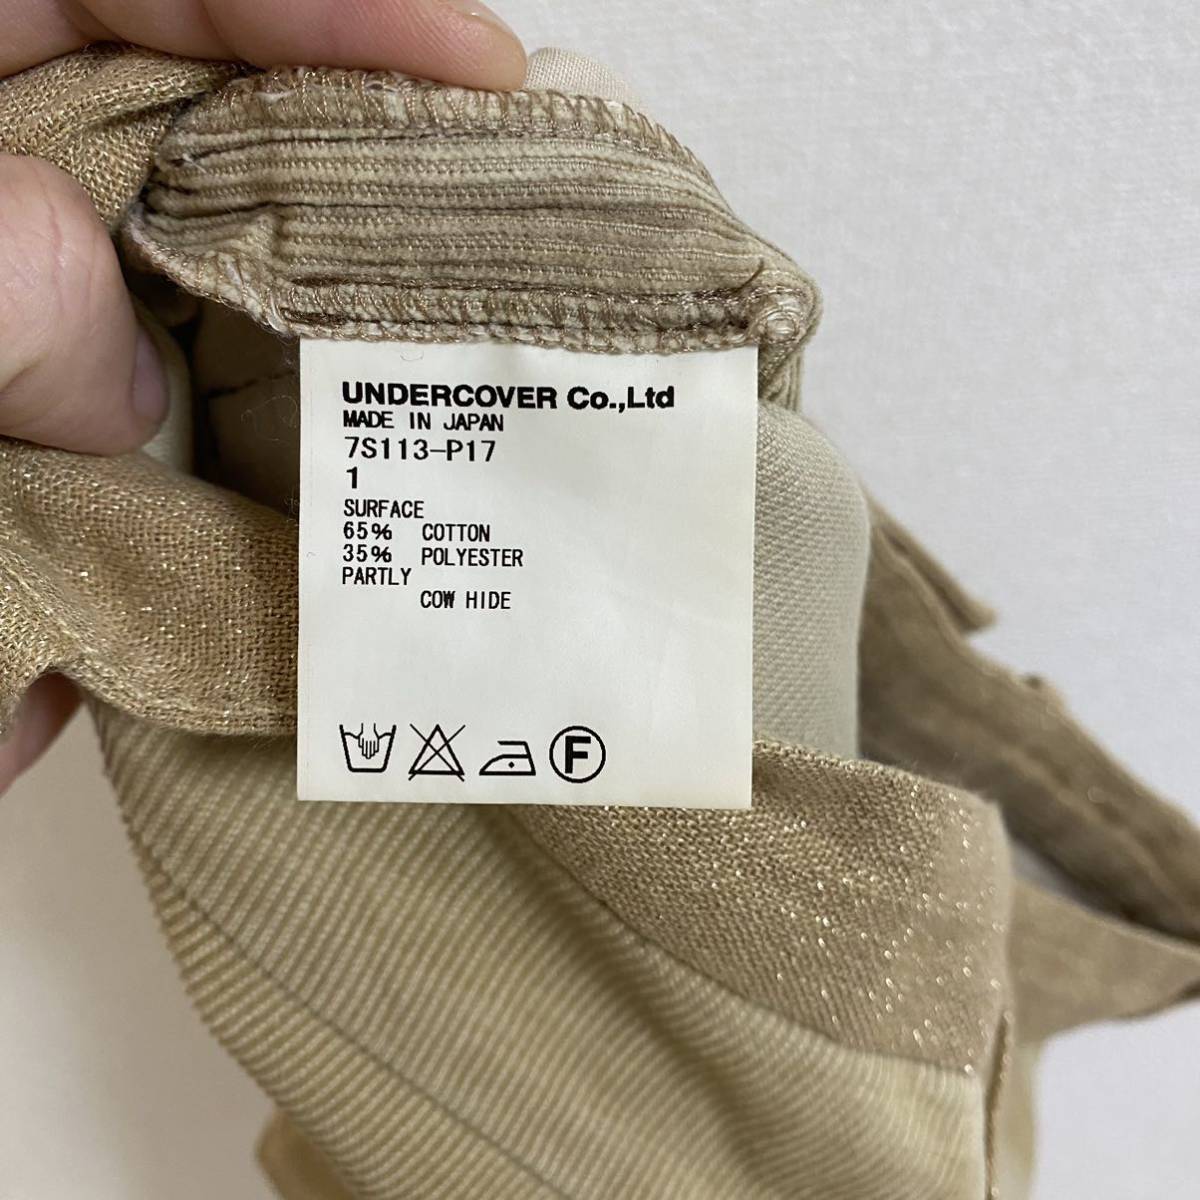 UNDERCOVER Co.,Ltd
MADE IN JAPAN
7S113-P17
1
SURFACE
65% COTTON
35% POLYESTER
PARTLY
COW HIDE
F